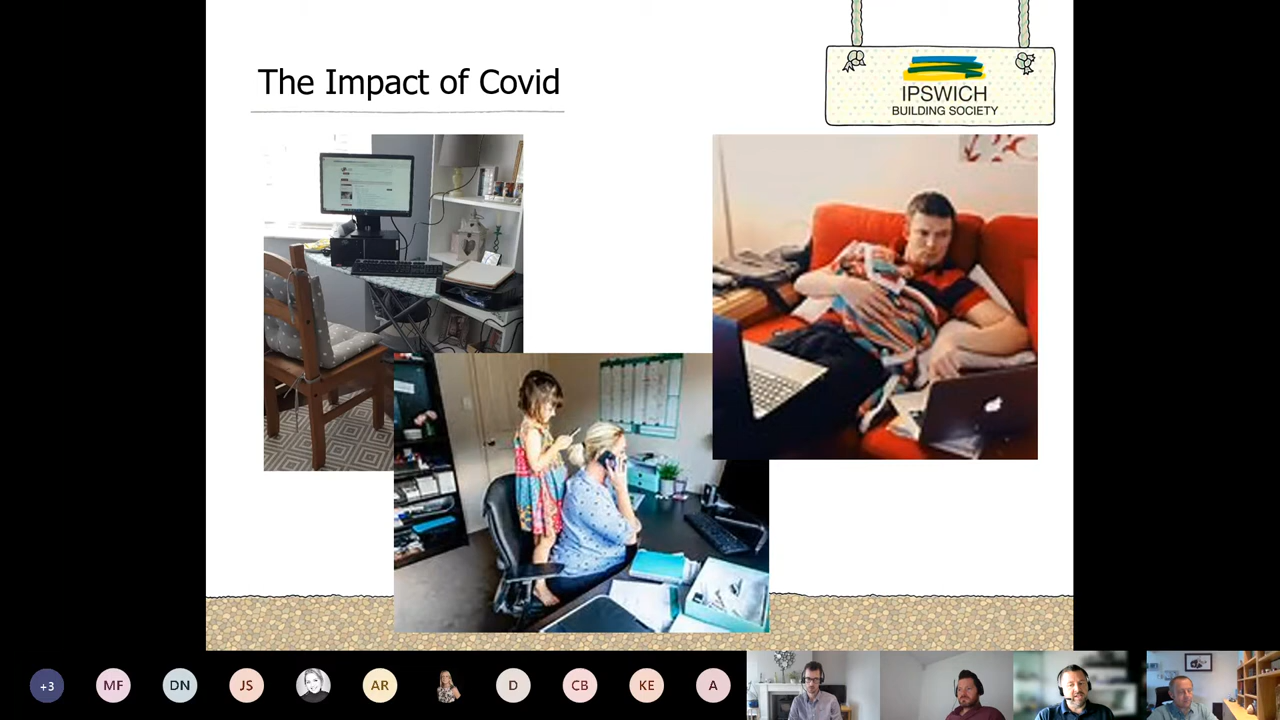 The Impact of Covid
IPSWICH
BUILDING SOCIETY
+3
MF
DN
JS
AR
D
CB
KE
A